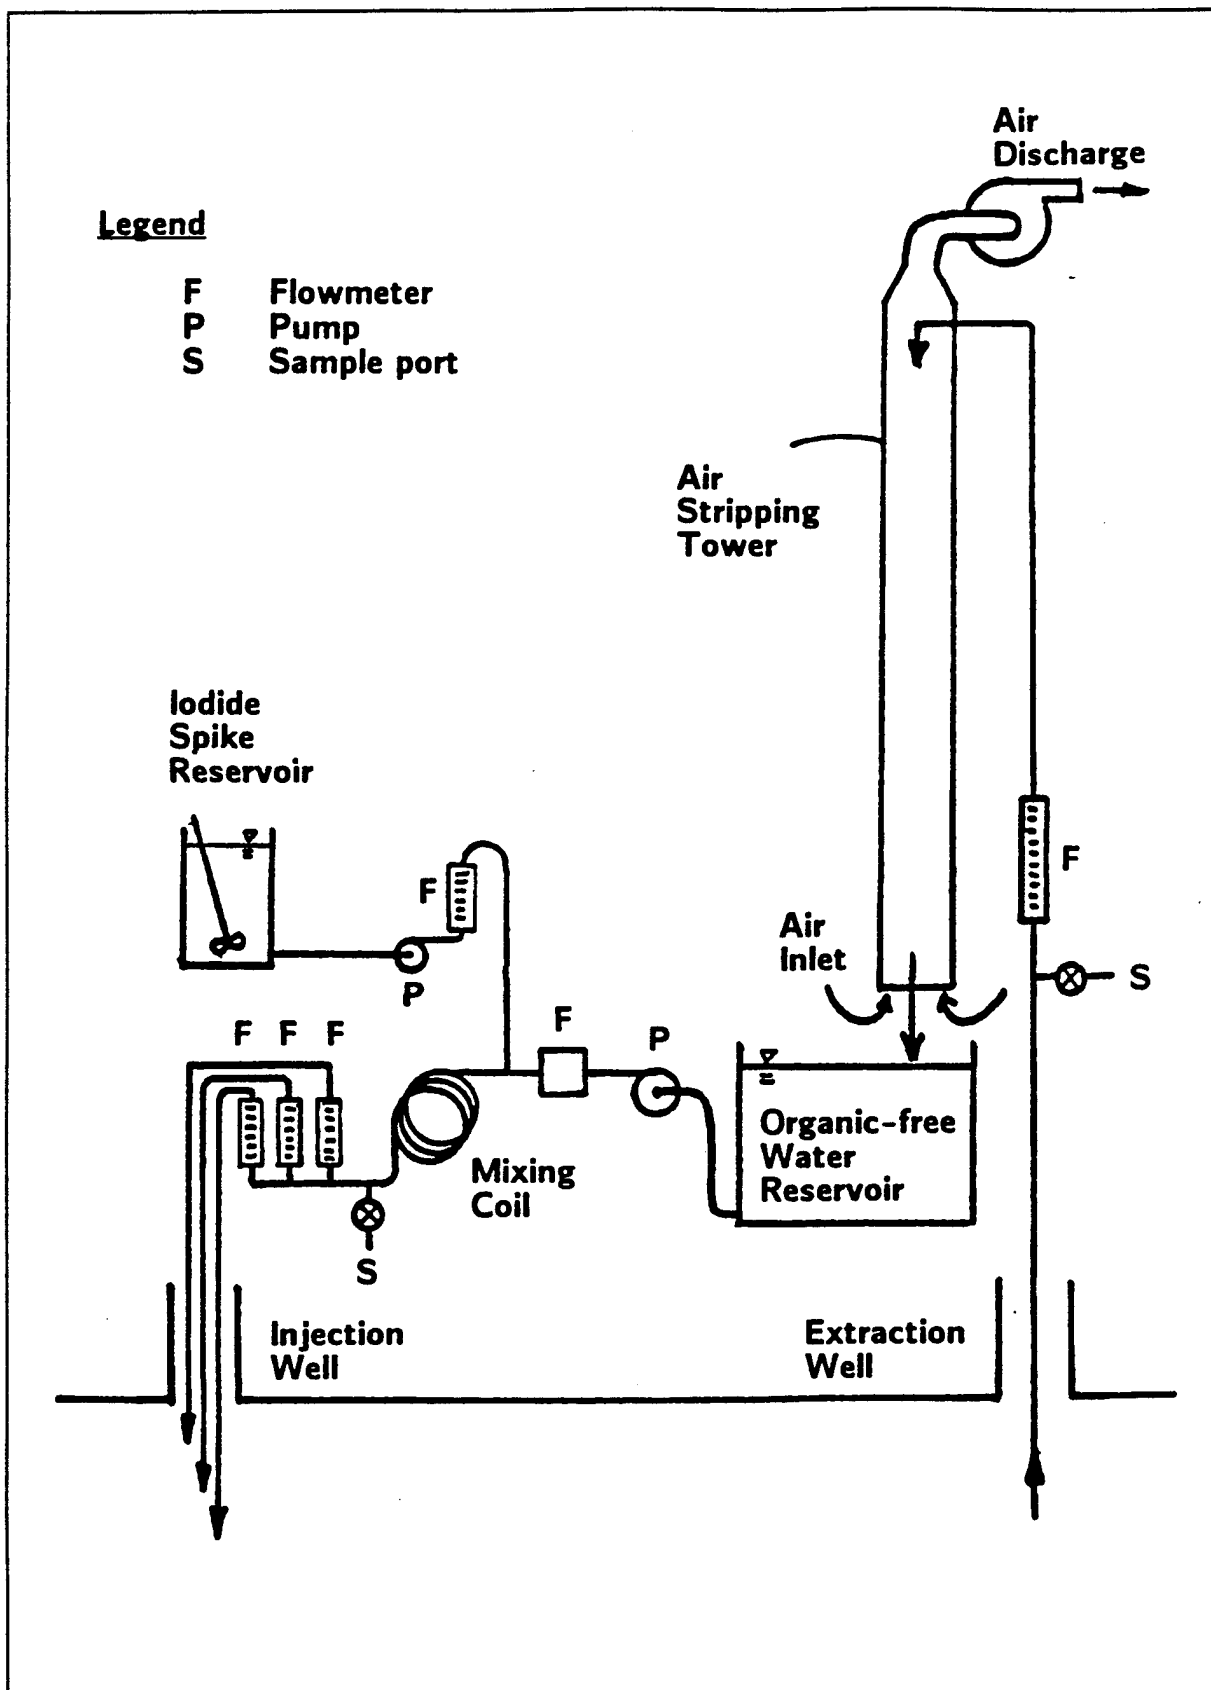 Air
Discharge
Legend
F Flowmeter
P Pump
S Sample port
Air
Stripping
Tower
Iodide
Spike
Reservoir
F
F
Air
Inlet
S
P
F F F
F
P
Organic-free
Water
Reservoir
Mixing
Coil
S
Injection
Well
Extraction
Well